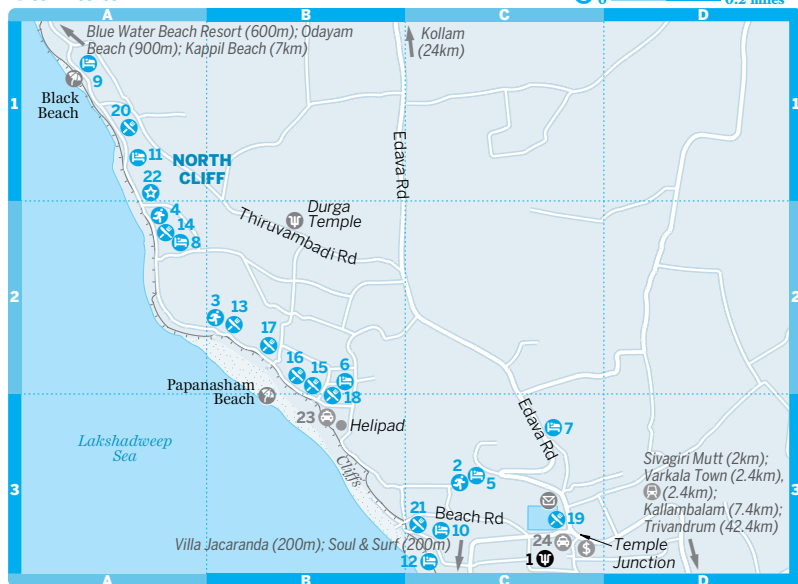 0 0.2 miles
A B C D
Blue Water Beach Resort (600m); Odayam
Beach (900m); Kappil Beach (7km)
Kollam
(24km)
1
1
9
Black
Beach
20
11
NORTH
CLIFF
22
4
14
8
Edava Rd
Durga
Temple
Thiruvambadi Rd
2
2
3
13
17
16
15
6
18
Papanasham
Beach
23
Helipad
Edava Rd
7
Lakshadweep
Sea
Cliffs
3
3
2
5
Sivagiri Mutt (2km);
Varkala Town (2.4km),
(2.4km);
Kallambalam (7.4km);
Trivandrum (42.4km)
21
Beach Rd
10
19
Villa Jacaranda (200m); Soul & Surf (200m)
24
$
Temple
Junction
12
1
A B C D